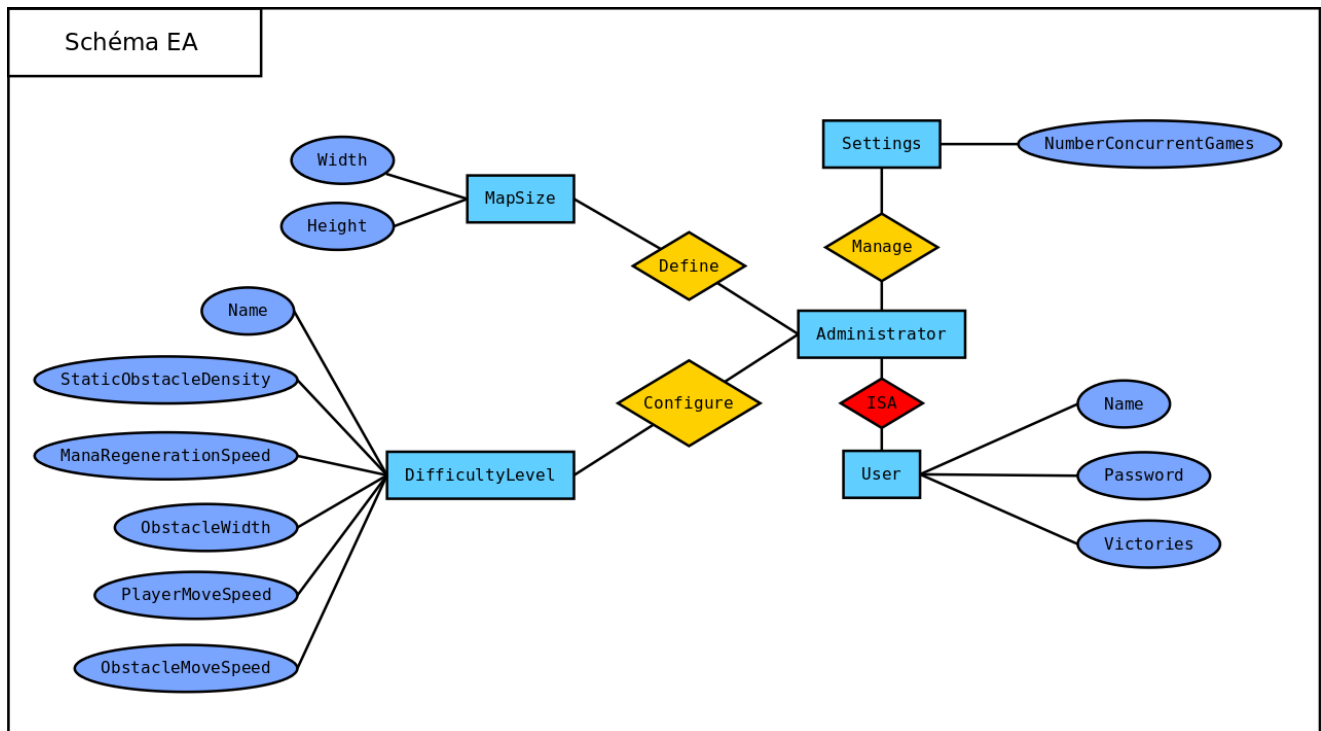 Schéma EA
Settings
NumberConcurrentGames
Width
MapSize
Height
Manage
Define
Name
Administrator
StaticObstacleDensity
Configure
ISA
Name
ManaRegenerationSpeed
DifficultyLevel
User
Password
ObstacleWidth
Victories
PlayerMoveSpeed
ObstacleMoveSpeed